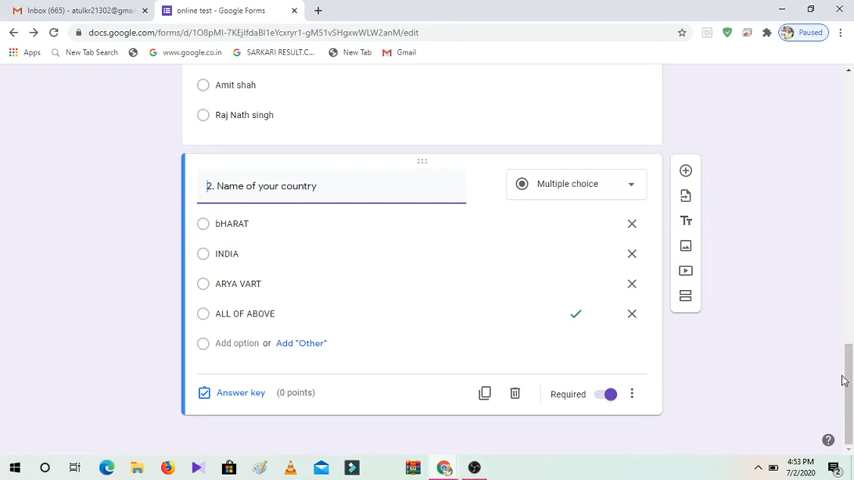 Inbox (665) - atulkr21302@gmai
online test - Google Forms
docs.google.com/forms/d/1O8pMI-7KEjIfdaBl1eYcxryr1-gM51vSHgxwWLW2anM/edit
Paused
Apps
New Tab Search
www.google.co.in
SARKARI RESULT.C...
New Tab
Gmail
Amit shah
Raj Nath singh
2. Name of your country
Multiple choice
bHARAT
INDIA
ARYA VART
ALL OF ABOVE
Add option or Add "Other"
Answer key (0 points)
Required
4:53 PM
7/2/2020